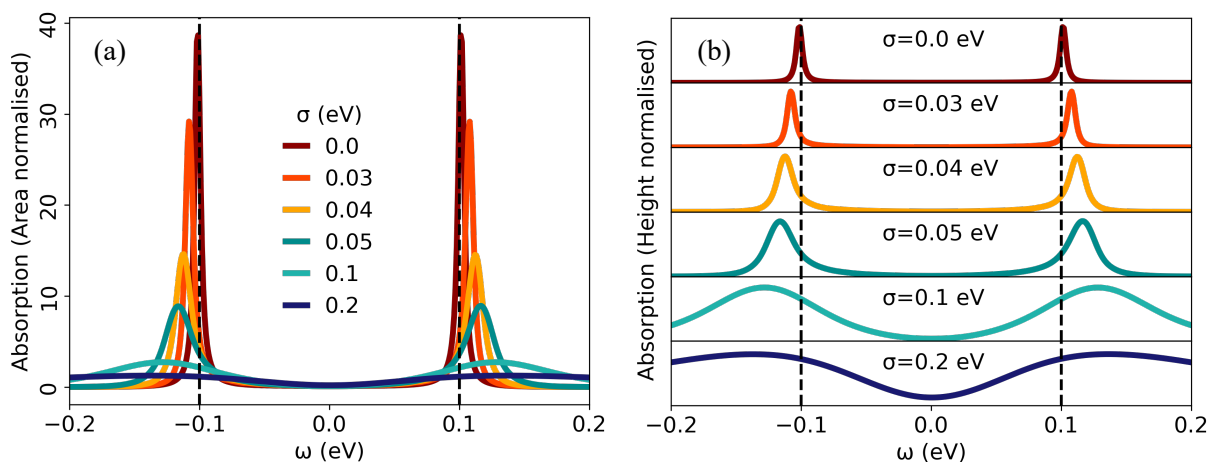 (a)
Absorption (Area normalised)
40
30
20
10
0
σ (eV)
0.0
0.03
0.04
0.05
0.1
0.2
−0.2 −0.1 0.0 0.1 0.2
ω (eV)
(b)
Absorption (Height normalised)
σ=0.0 eV
σ=0.03 eV
σ=0.04 eV
σ=0.05 eV
σ=0.1 eV
σ=0.2 eV
−0.2 −0.1 0.0 0.1 0.2
ω (eV)